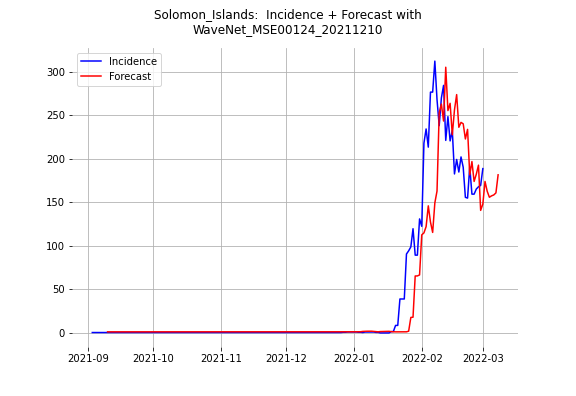 Solomon_Islands:  Incidence + Forecast with
WaveNet_MSE00124_20211210
Incidence
Forecast
300
250
200
150
100
50
0
2021-09 2021-10 2021-11 2021-12 2022-01 2022-02 2022-03